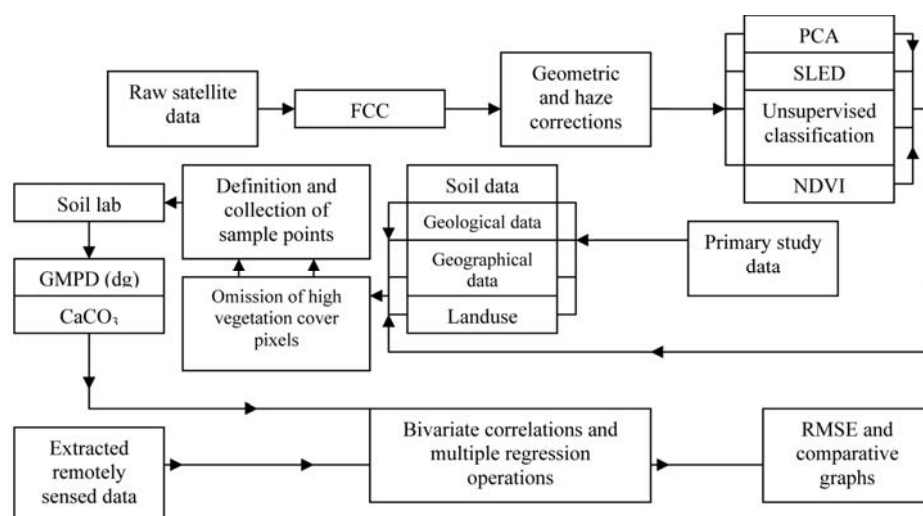 Raw satellite
data
FCC
Geometric
and haze
corrections
PCA
SLED
Unsupervised
classification
NDVI
Soil lab
Definition and
collection of
sample points
Soil data
Geological data
Geographical
data
Landuse
Primary study
data
GMPD (dg)
CaCO₃
Omission of high
vegetation cover
pixels
Extracted
remotely
sensed data
Bivariate correlations and
multiple regression
operations
RMSE and
comparative
graphs